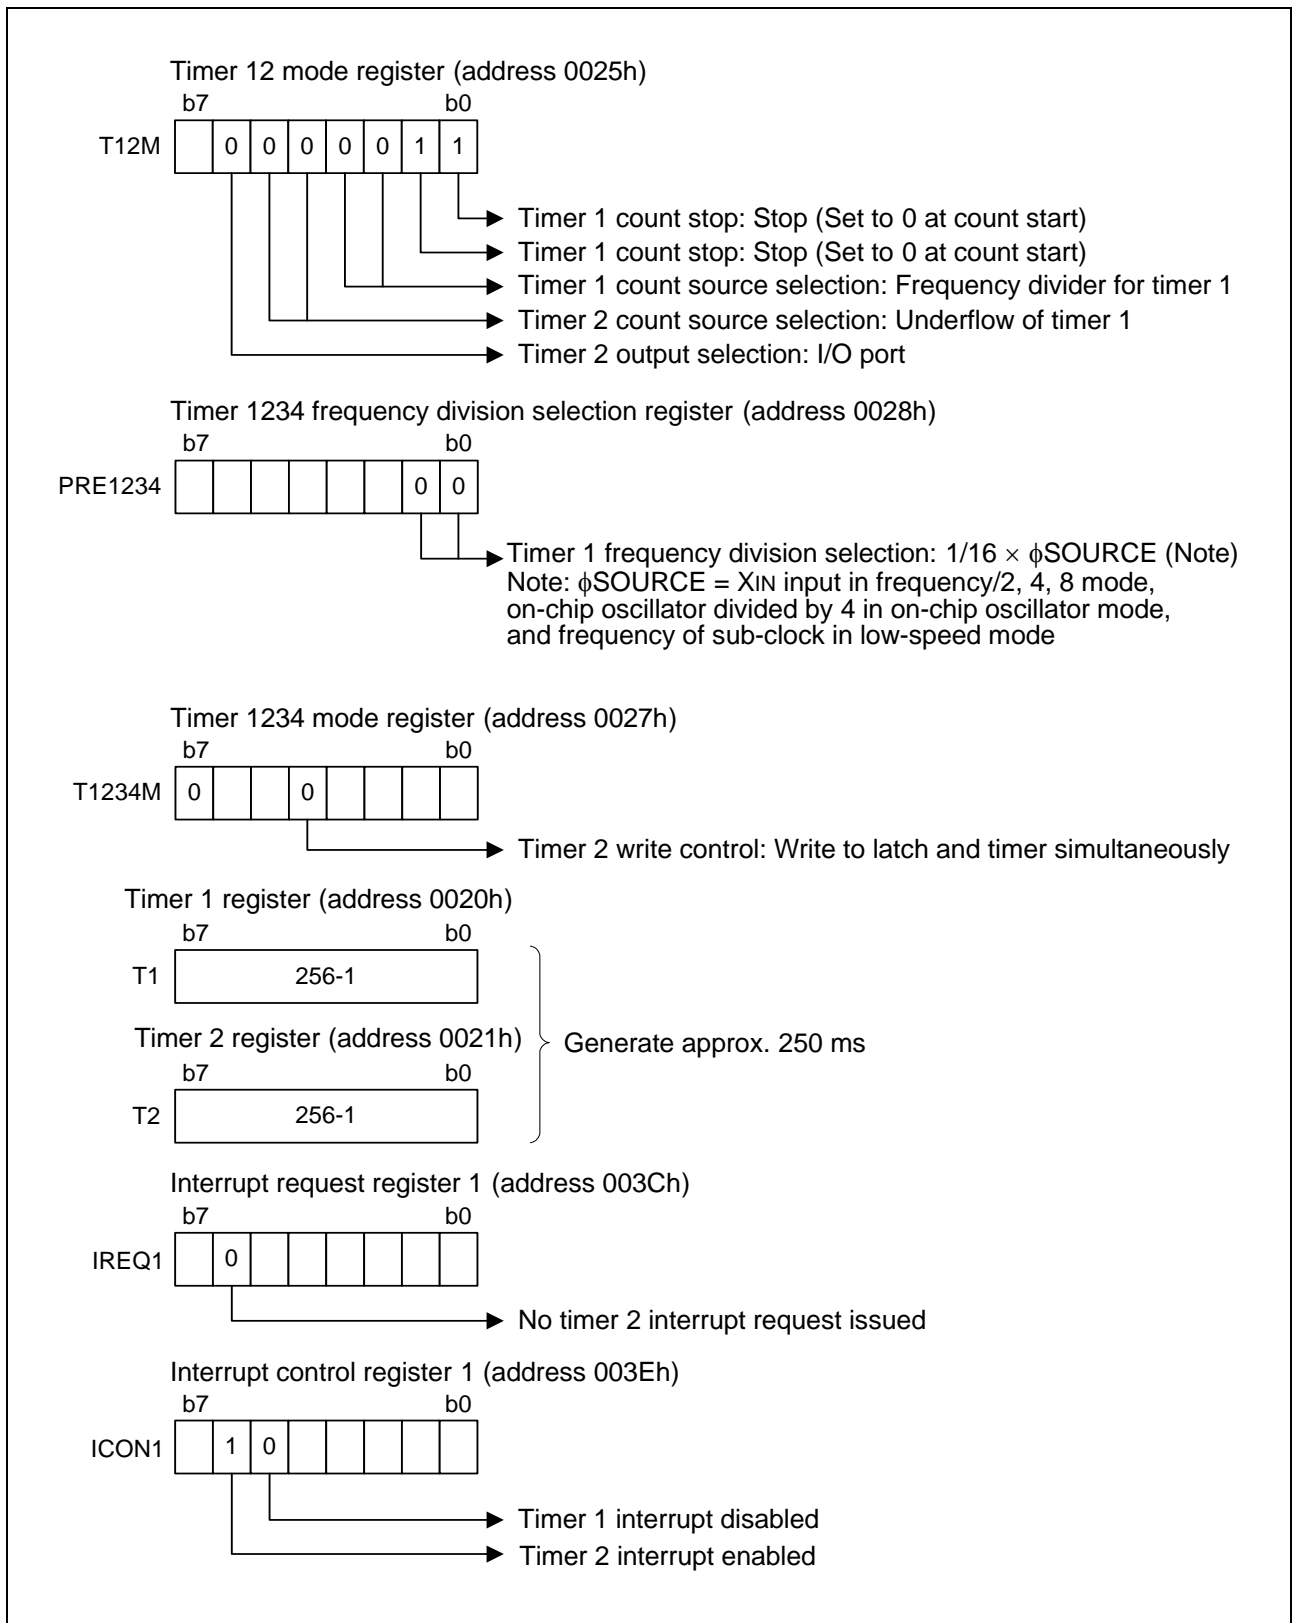 Timer 12 mode register (address 0025h)
b7 b0
T12M 0 0 0 0 0 1 1
Timer 1 count stop: Stop (Set to 0 at count start)
Timer 1 count stop: Stop (Set to 0 at count start)
Timer 1 count source selection: Frequency divider for timer 1
Timer 2 count source selection: Underflow of timer 1
Timer 2 output selection: I/O port
Timer 1234 frequency division selection register (address 0028h)
b7 b0
PRE1234 0 0
Timer 1 frequency division selection: 1/16 × ϕSOURCE (Note)
Note: ϕSOURCE = XIN input in frequency/2, 4, 8 mode,
on-chip oscillator divided by 4 in on-chip oscillator mode,
and frequency of sub-clock in low-speed mode
Timer 1234 mode register (address 0027h)
b7 b0
T1234M 0 0
Timer 2 write control: Write to latch and timer simultaneously
Timer 1 register (address 0020h)
b7 b0
T1 256-1
Timer 2 register (address 0021h)
Generate approx. 250 ms
b7 b0
T2 256-1
Interrupt request register 1 (address 003Ch)
b7 b0
IREQ1 0
No timer 2 interrupt request issued
Interrupt control register 1 (address 003Eh)
b7 b0
ICON1 1 0
Timer 1 interrupt disabled
Timer 2 interrupt enabled